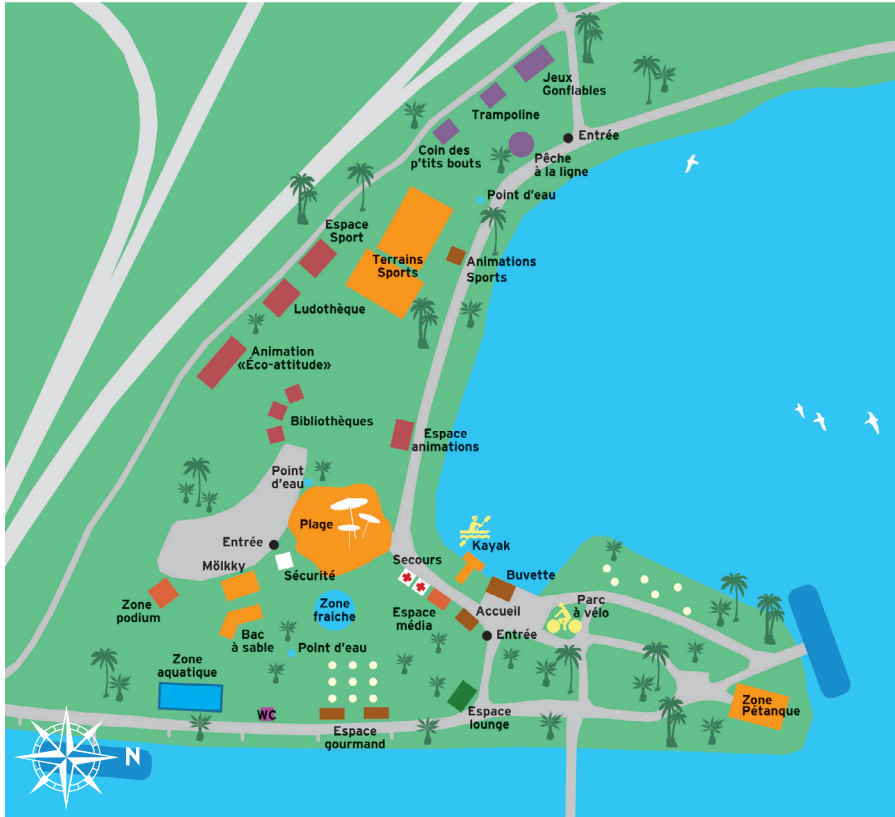 Jeux
Gonflables
Trampoline
Coin des
p'tits bouts
Entrée
Pêche
à la ligne
Point d'eau
Espace
Sport
Terrains
Sports
Animations
Sports
Ludothèque
Animation
«Éco-attitude»
Bibliothèques
Espace
animations
Point
d'eau
Plage
Entrée
Mölkky
Sécurité
Secours
Kayak
Buvette
Zone
podium
Zone
fraiche
Espace
média
Accueil
Parc
à vélo
Entrée
Bac
à sable
Point d'eau
Zone
aquatique
WC
Espace
gourmand
Espace
lounge
Zone
Pétanque
N